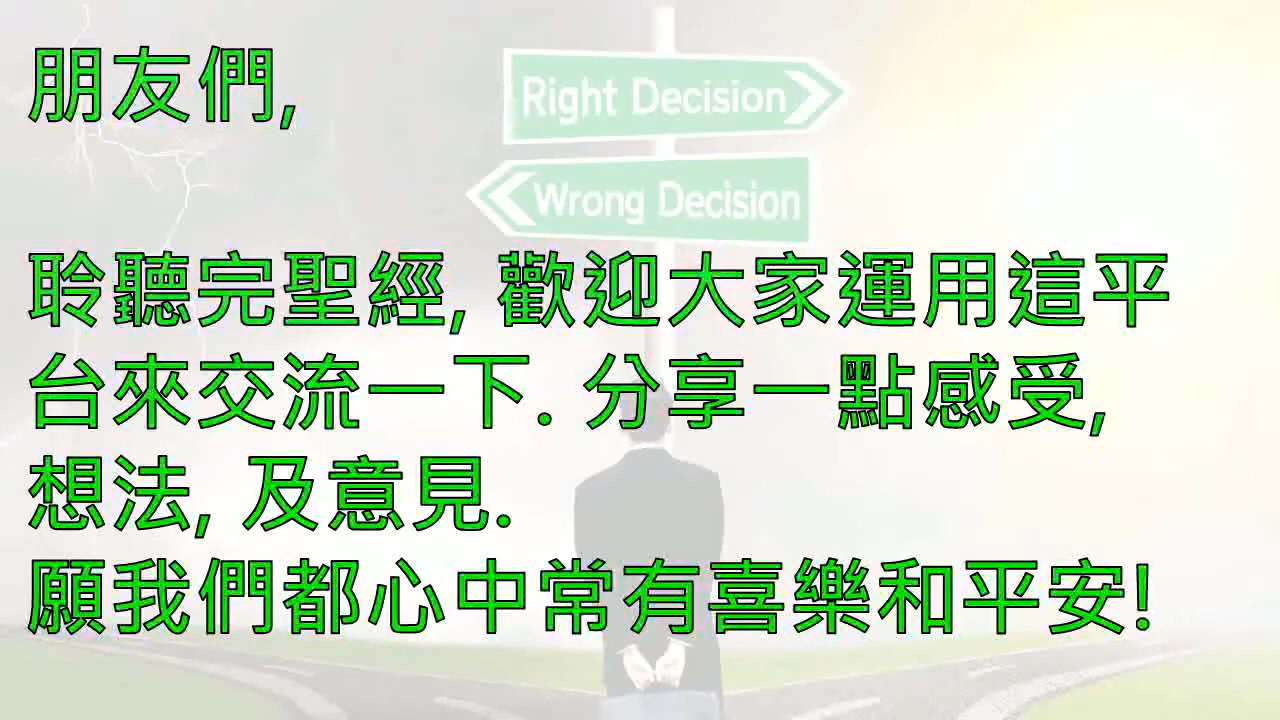 朋友們,
Right Decision
Wrong Decision
聆聽完聖經, 歡迎大家運用這平
台來交流一下. 分享一點感受,
想法, 及意見.
願我們都心中常有喜樂和平安!